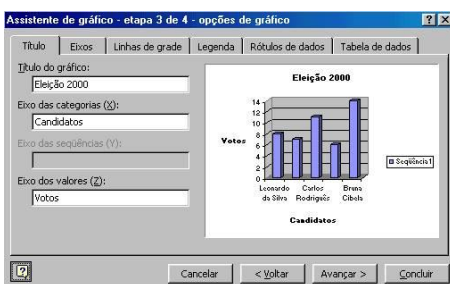 Assistente de gráfico - etapa 3 de 4 - opções de gráfico
Título Eixos Linhas de grade Legenda Rótulos de dados Tabela de dados
Título do gráfico:
Eleição 2000
Eixo das categorias (X):
Candidatos
Eixo das seqüências (Y):
Eixo dos valores (Z):
Votos
Eleição 2000
Votos
14
12
10
8
6
4
2
0
Leonardo da Silva
Carlos Rodrigués
Bruna Cibela
Candidatos
Seqüência1
Cancelar < Voltar Avançar > Concluir